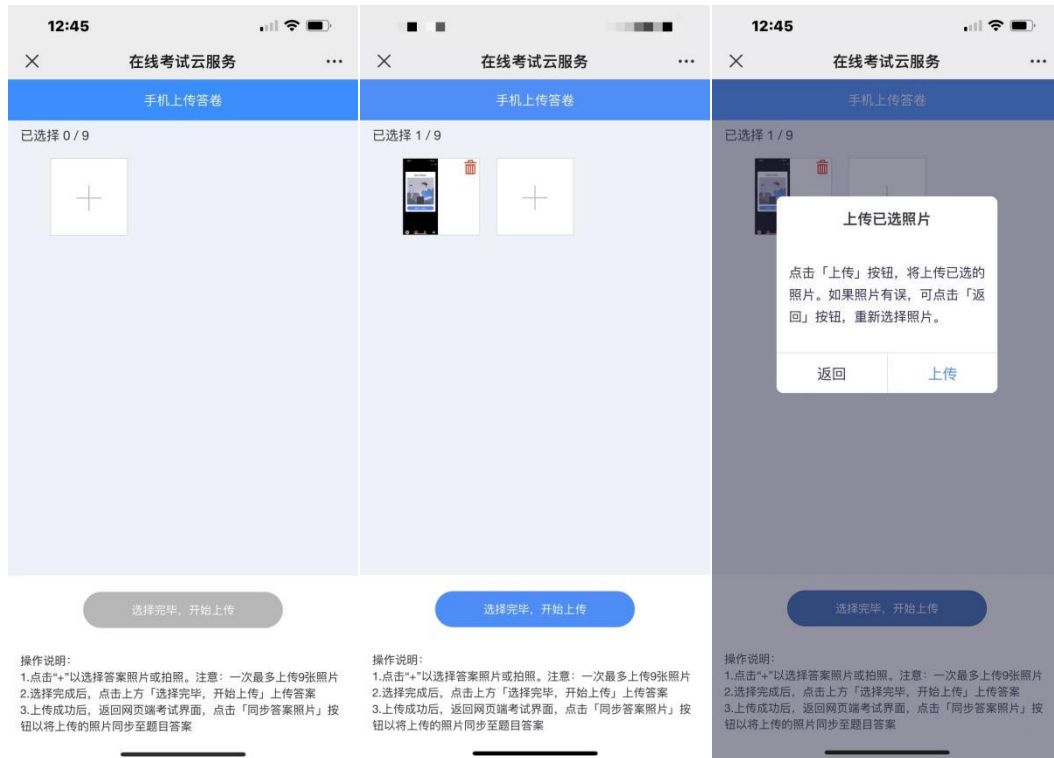 12:45
在线考试云服务
手机上传答卷
已选择 0 / 9
选择完毕，开始上传
操作说明：
1.点击“+”以选择答案照片或拍照。注意：一次最多上传9张照片
2.选择完成后，点击上方「选择完毕，开始上传」上传答案
3.上传成功后，返回网页端考试界面，点击「同步答案照片」按
钮以将上传的照片同步至题目答案
在线考试云服务
手机上传答卷
已选择 1 / 9
选择完毕，开始上传
操作说明：
1.点击“+”以选择答案照片或拍照。注意：一次最多上传9张照片
2.选择完成后，点击上方「选择完毕，开始上传」上传答案
3.上传成功后，返回网页端考试界面，点击「同步答案照片」按
钮以将上传的照片同步至题目答案
12:45
在线考试云服务
手机上传答卷
已选择 1 / 9
上传已选照片
点击「上传」按钮，将上传已选的
照片。如果照片有误，可点击「返
回」按钮，重新选择照片。
返回
上传
选择完毕，开始上传
操作说明：
1.点击“+”以选择答案照片或拍照。注意：一次最多上传9张照片
2.选择完成后，点击上方「选择完毕，开始上传」上传答案
3.上传成功后，返回网页端考试界面，点击「同步答案照片」按
钮以将上传的照片同步至题目答案